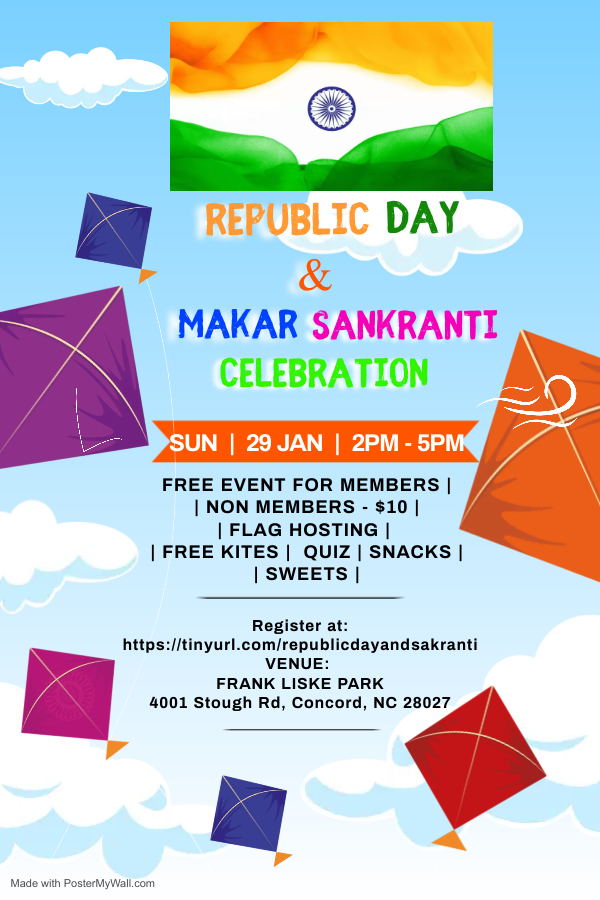 REPUBLIC DAY
&
MAKAR SANKRANTI
CELEBRATION
SUN | 29 JAN | 2PM - 5PM
FREE EVENT FOR MEMBERS |
| NON MEMBERS - $10 |
| FLAG HOSTING |
| FREE KITES | QUIZ | SNACKS |
| SWEETS |
Register at:
https://tinyurl.com/republicdayandsakranti
VENUE:
FRANK LISKE PARK
4001 Stough Rd, Concord, NC 28027
Made with PosterMyWall.com